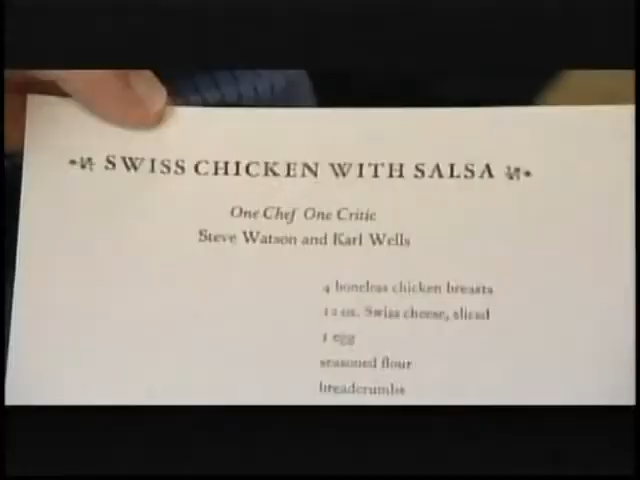 SWISS CHICKEN WITH SALSA
One Chef One Critic
Steve Watson and Karl Wells
4 boneless chicken breasts
12 oz. Swiss cheese, sliced
1 egg
seasoned flour
breadcrumbs